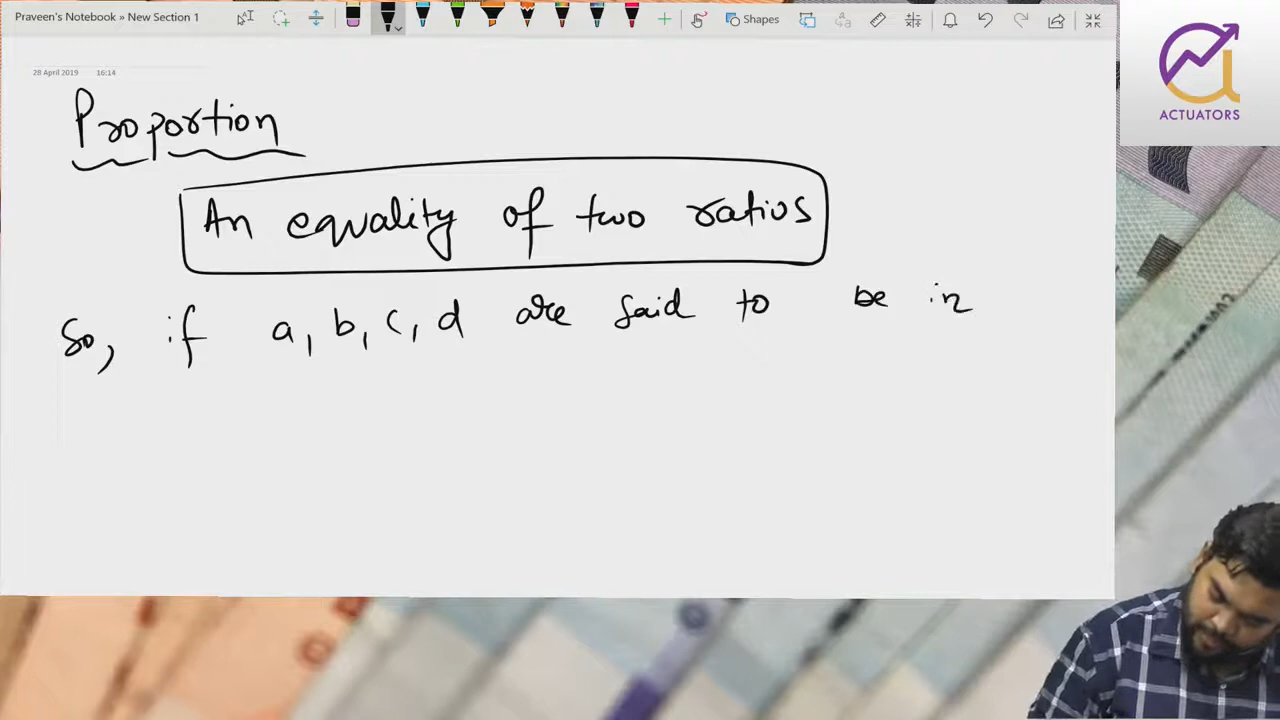 Praveen's Notebook » New Section 1
Shapes
ACTUATORS
28 April 2019 16:14
Proportion
An equality of two ratios
So, if a, b, c, d are said to be in